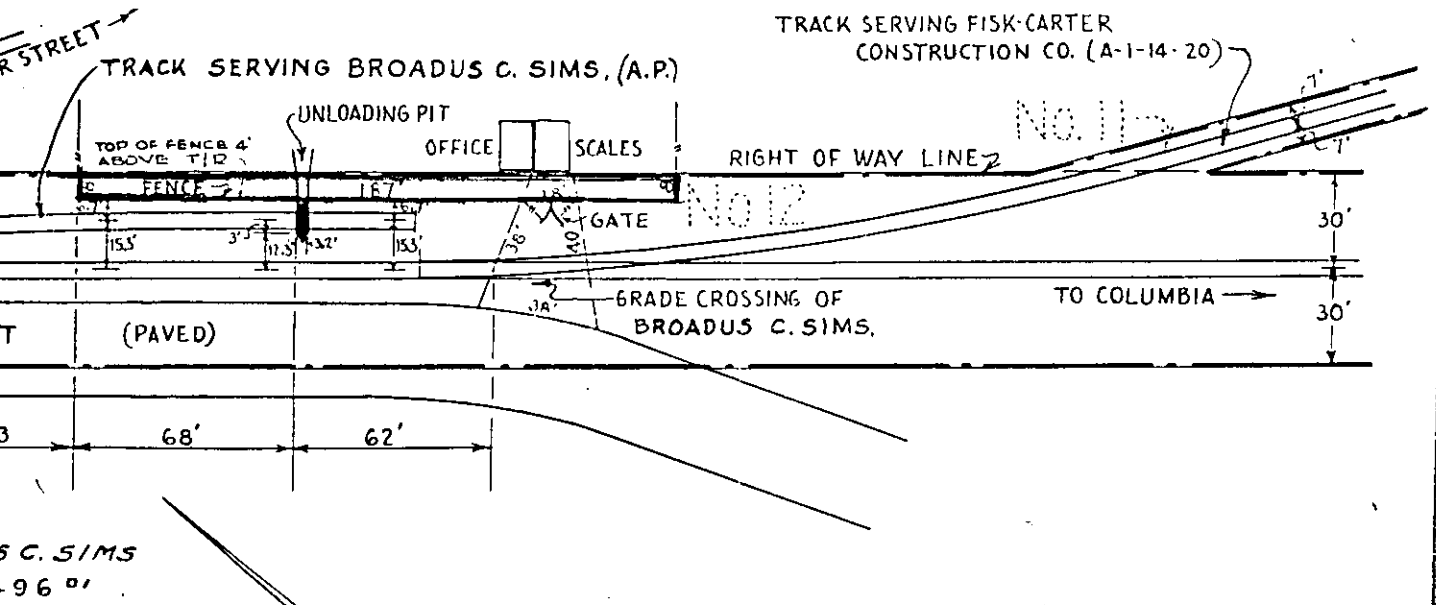 R STREET
TRACK SERVING BROADUS C. SIMS, (A.P.)
TRACK SERVING FISK-CARTER
CONSTRUCTION CO. (A-1-14-20)
UNLOADING PIT
TOP OF FENCE 4'
ABOVE T/R
OFFICE
SCALES
No. 11
7'
7'
RIGHT OF WAY LINE
FENCE
No 12
GATE
30'
15.3'
3'
12.3'
3.2'
15.3'
38'
40'
GRADE CROSSING OF
BROADUS C. SIMS.
TO COLUMBIA
30'
T
(PAVED)
3
68'
62'
S C. SIMS
96